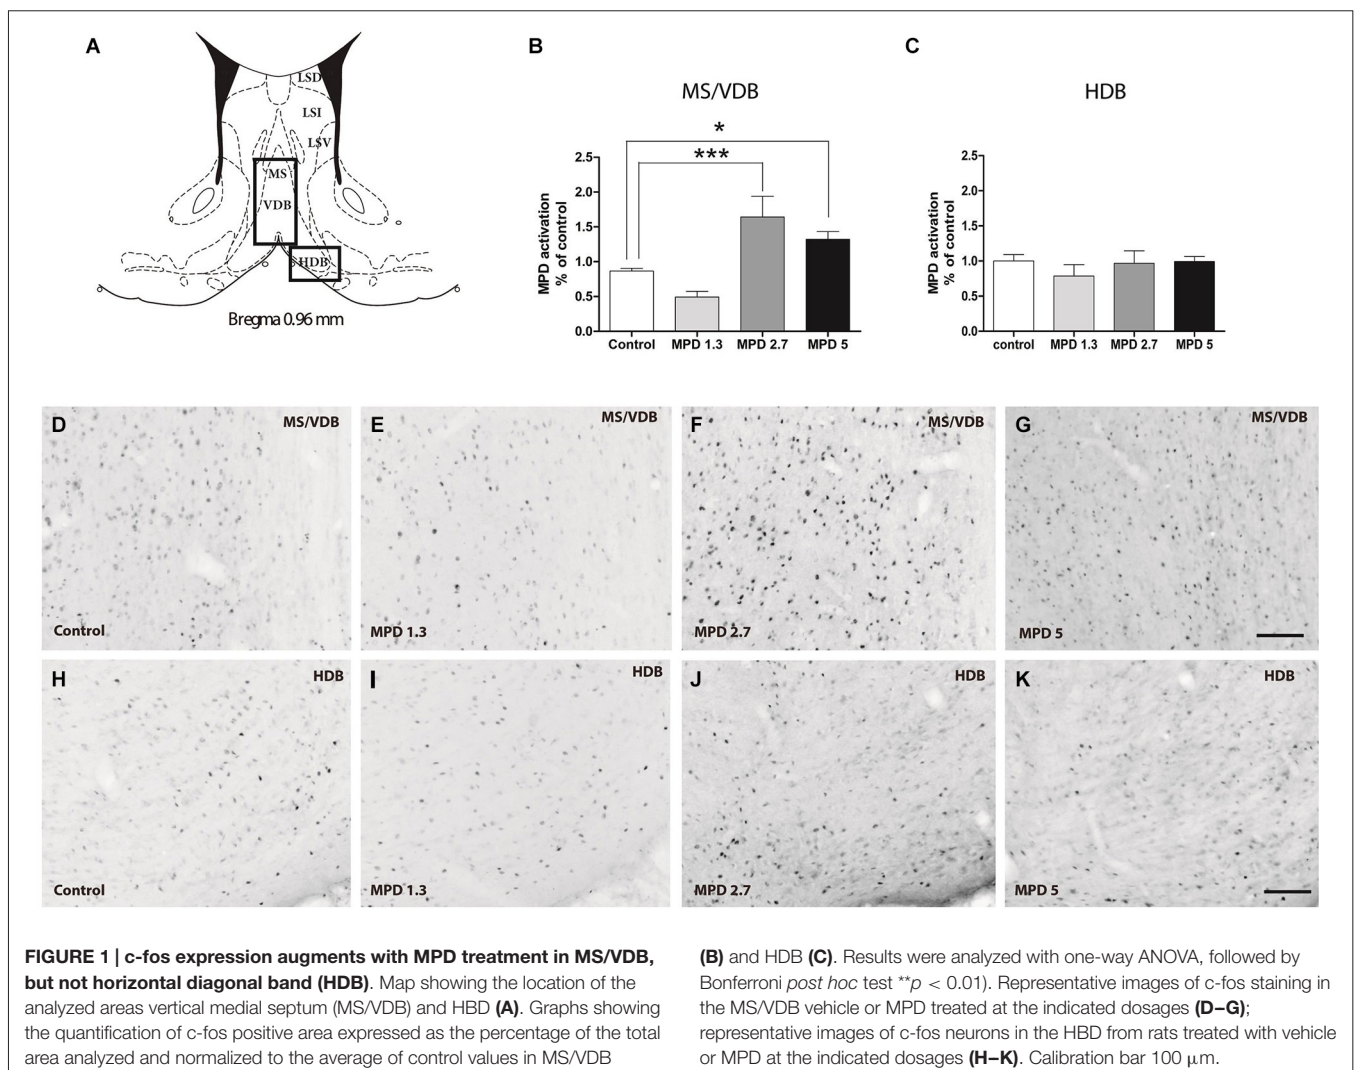 A
LSD
LSI
LSV
MS
VDB
HDB
Bregma 0.96 mm
B
MS/VDB
*
***
MPD activation
% of control
2.5
2.0
1.5
1.0
0.5
0.0
Control MPD 1.3 MPD 2.7 MPD 5
C
HDB
MPD activation
% of control
2.5
2.0
1.5
1.0
0.5
0.0
control MPD 1.3 MPD 2.7 MPD 5
D MS/VDB
Control
E MS/VDB
MPD 1.3
F MS/VDB
MPD 2.7
G MS/VDB
MPD 5
H HDB
Control
I HDB
MPD 1.3
J HDB
MPD 2.7
K HDB
MPD 5
FIGURE 1 | c-fos expression augments with MPD treatment in MS/VDB,
but not horizontal diagonal band (HDB). Map showing the location of the
analyzed areas vertical medial septum (MS/VDB) and HBD (A). Graphs showing
the quantification of c-fos positive area expressed as the percentage of the total
area analyzed and normalized to the average of control values in MS/VDB
(B) and HDB (C). Results were analyzed with one-way ANOVA, followed by
Bonferroni post hoc test **p < 0.01). Representative images of c-fos staining in
the MS/VDB vehicle or MPD treated at the indicated dosages (D–G);
representative images of c-fos neurons in the HBD from rats treated with vehicle
or MPD at the indicated dosages (H–K). Calibration bar 100 μm.